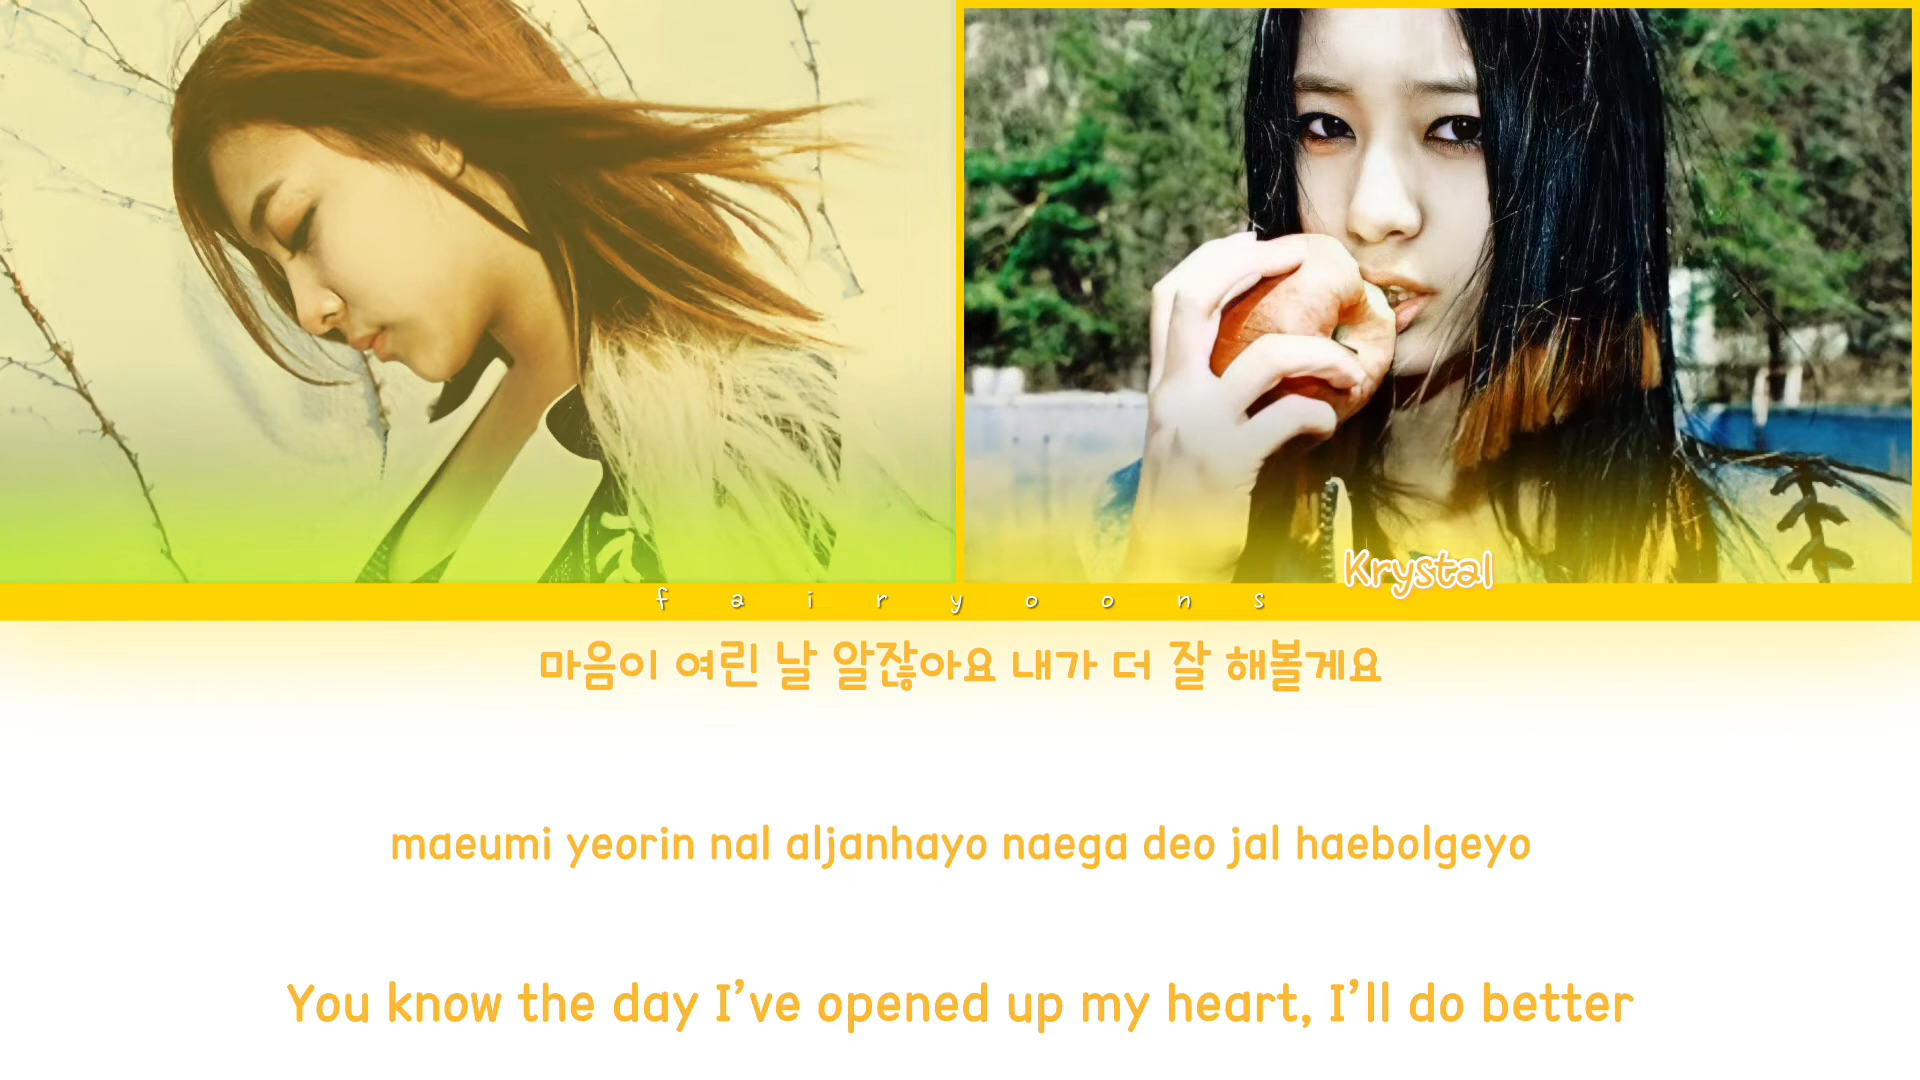 Krystal
f a i r y o o n s
마음이 여린 날 알잖아요 내가 더 잘 해볼게요
maeumi yeorin nal aljanhayo naega deo jal haebolgeyo
You know the day I’ve opened up my heart, I’ll do better